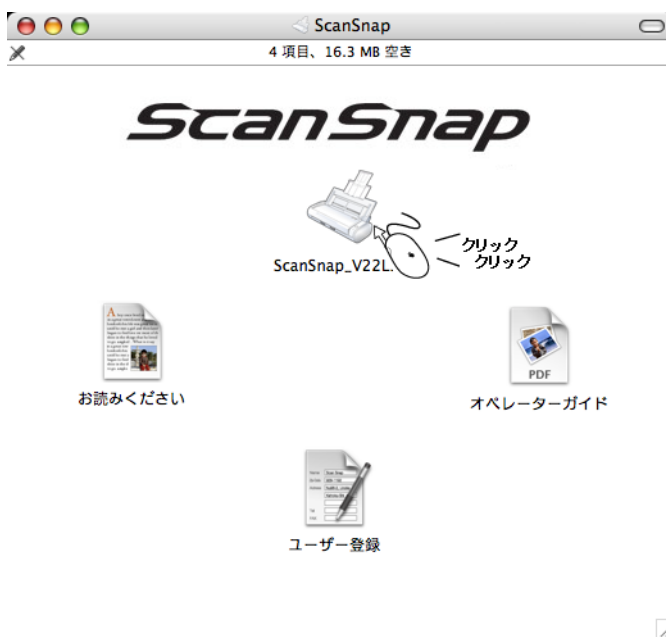 ScanSnap
4 項目、16.3 MB 空き
ScanSnap
ScanSnap_V22L.
クリック
クリック
お読みください
PDF
オペレーターガイド
ユーザー登録